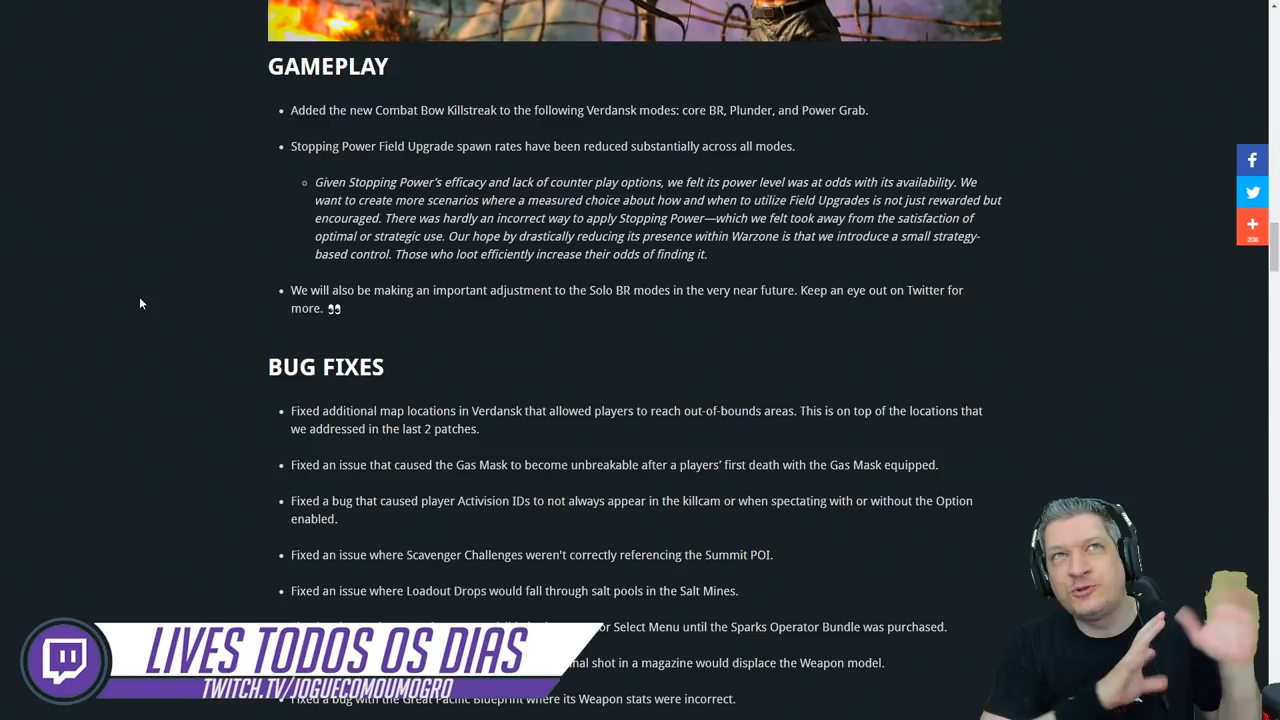 GAMEPLAY
Added the new Combat Bow Killstreak to the following Verdansk modes: core BR, Plunder, and Power Grab.
Stopping Power Field Upgrade spawn rates have been reduced substantially across all modes.
Given Stopping Power's efficacy and lack of counter play options, we felt its power level was at odds with its availability. We
want to create more scenarios where a measured choice about how and when to utilize Field Upgrades is not just rewarded but
encouraged. There was hardly an incorrect way to apply Stopping Power—which we felt took away from the satisfaction of
optimal or strategic use. Our hope by drastically reducing its presence within Warzone is that we introduce a small strategy-
based control. Those who loot efficiently increase their odds of finding it.
We will also be making an important adjustment to the Solo BR modes in the very near future. Keep an eye out on Twitter for
more. 👀
BUG FIXES
Fixed additional map locations in Verdansk that allowed players to reach out-of-bounds areas. This is on top of the locations that
we addressed in the last 2 patches.
Fixed an issue that caused the Gas Mask to become unbreakable after a players’ first death with the Gas Mask equipped.
Fixed a bug that caused player Activision IDs to not always appear in the killcam or when spectating with or without the Option
enabled.
Fixed an issue where Scavenger Challenges weren't correctly referencing the Summit POI.
Fixed an issue where Loadout Drops would fall through salt pools in the Salt Mines.
or Select Menu until the Sparks Operator Bundle was purchased.
nal shot in a magazine would displace the Weapon model.
Fixed a bug with the Great Pacific Blueprint where its Weapon stats were incorrect.
208
LIVES TODOS OS DIAS
TWITCH.TV/JOGUECOMOUMOGRO